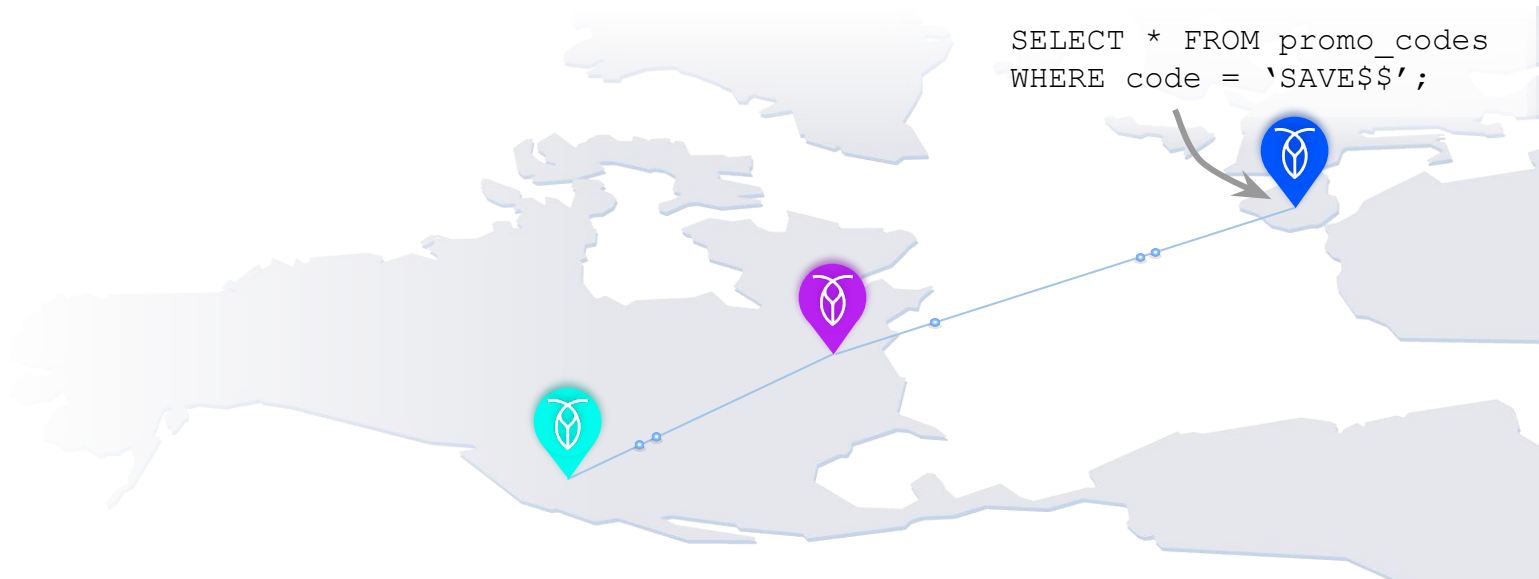 SELECT * FROM promo_codes
WHERE code = ‘SAVE$$’;